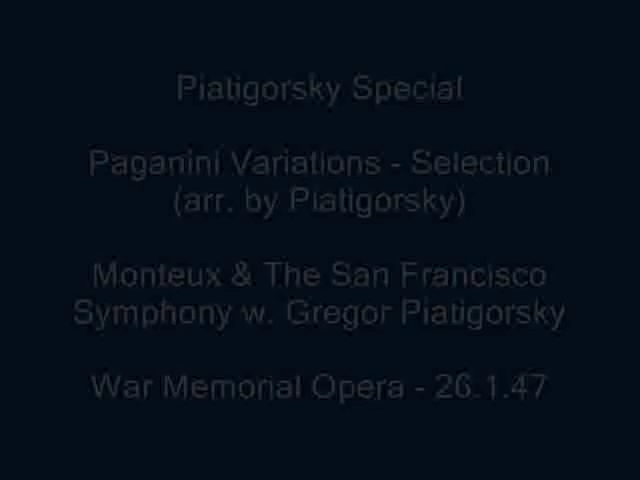 Piatigorsky Special
Paganini Variations - Selection
(arr. by Piatigorsky)
Monteux & The San Francisco
Symphony w. Gregor Piatigorsky
War Memorial Opera - 26.1.47